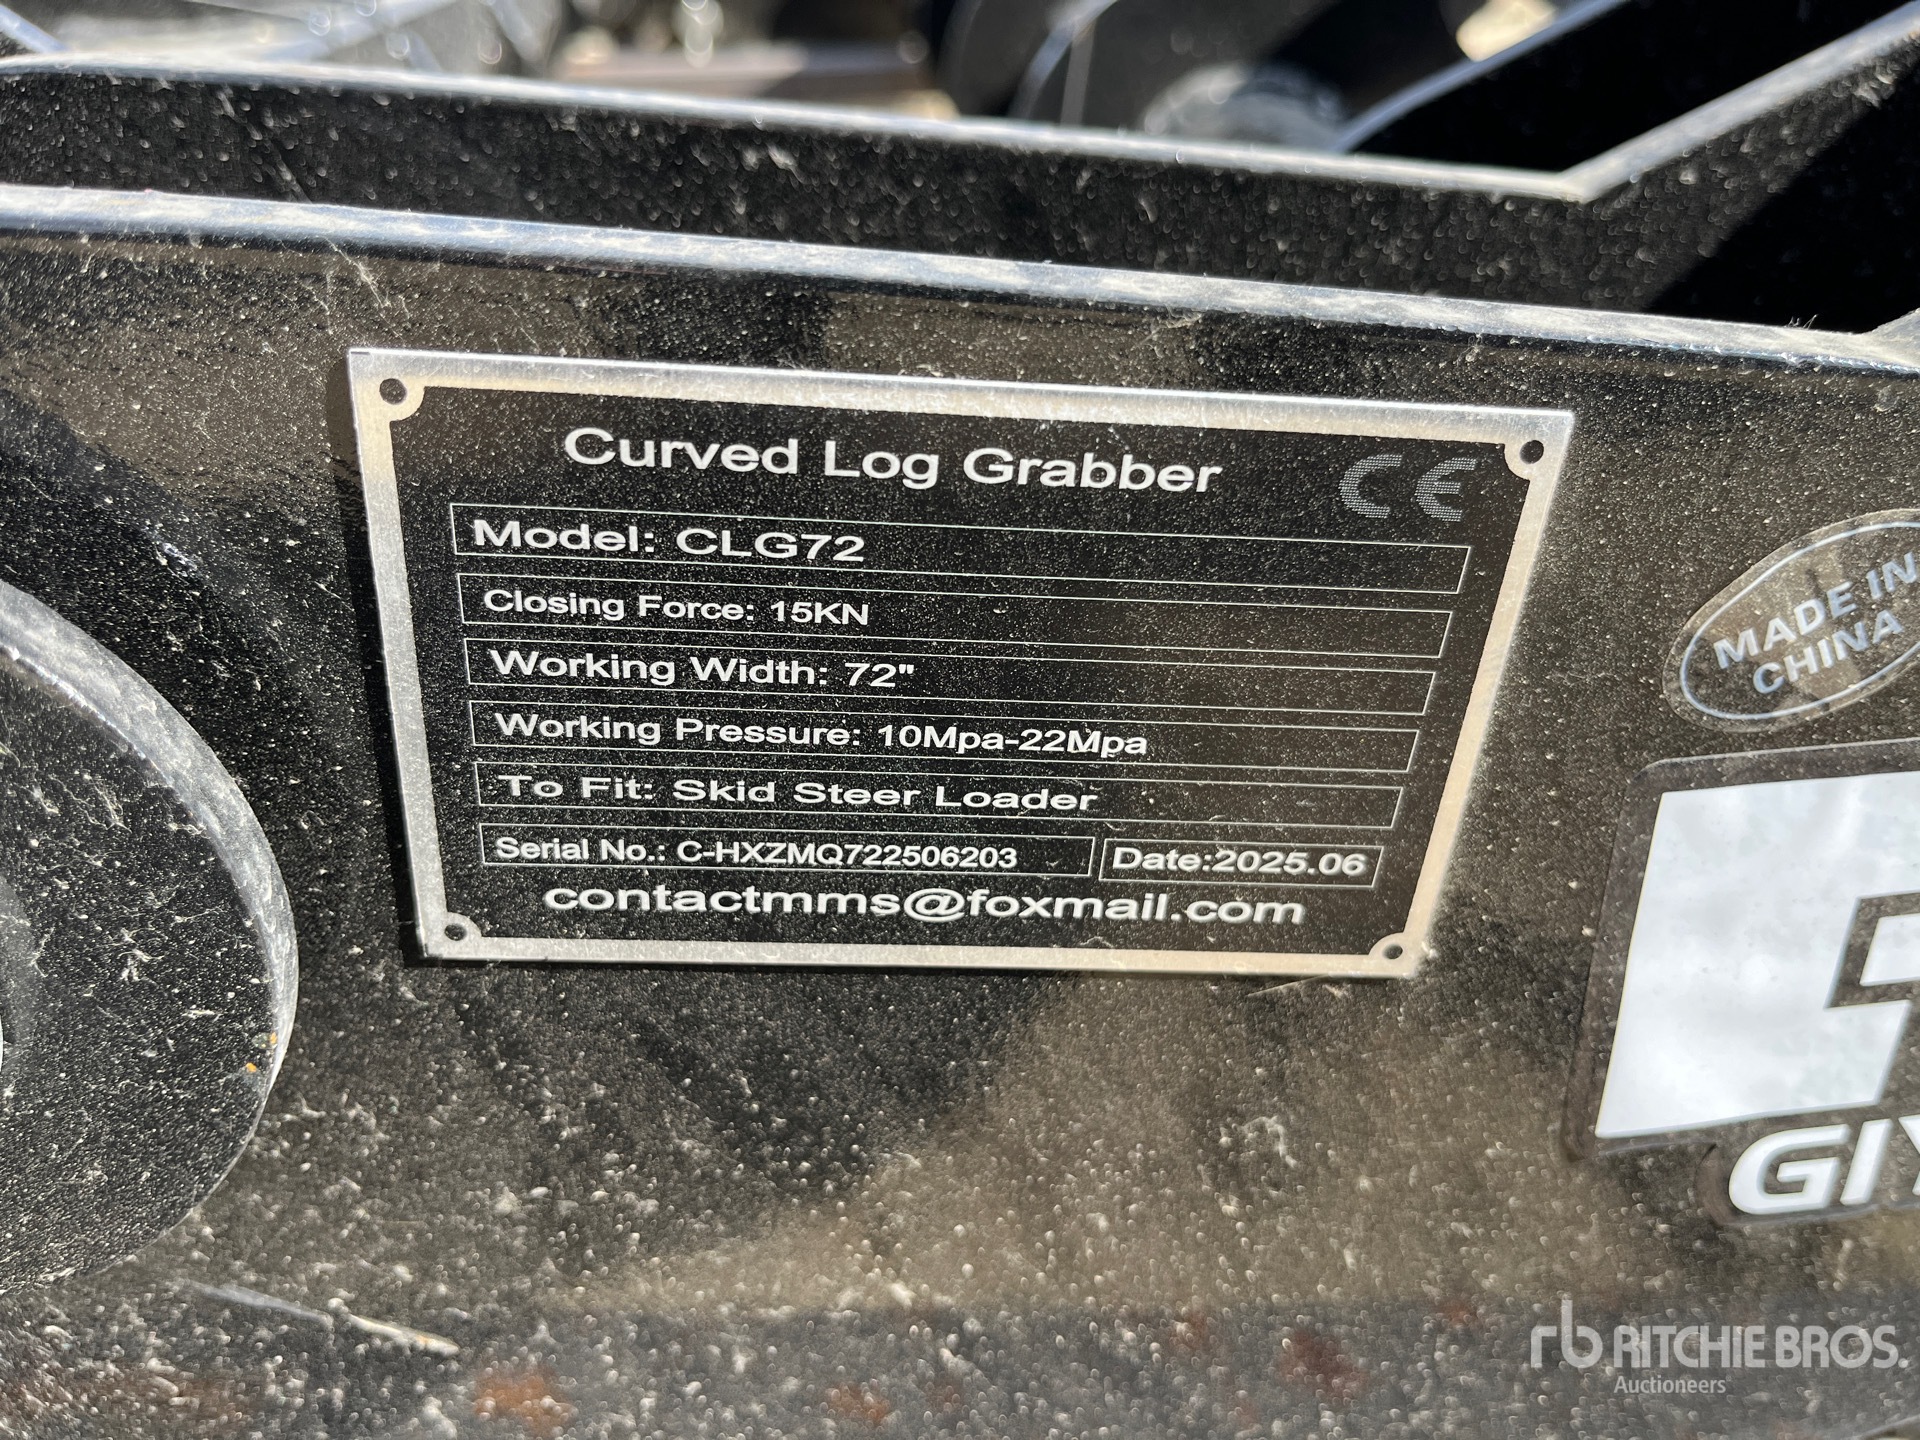 Curved Log Grabber CE
Model: CLG72
Closing Force: 15KN
Working Width: 72"
Working Pressure: 10Mpa-22Mpa
To Fit: Skid Steer Loader
Serial No.: C-HXZMQ722506203 Date:2025.06
contactmms@foxmail.com
MADE IN
CHINA
rb RITCHIE BROS.
Auctioneers